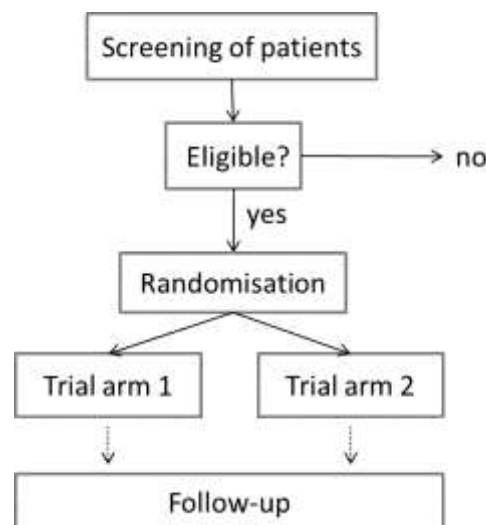 Screening of patients
Eligible?
no
yes
Randomisation
Trial arm 1
Trial arm 2
Follow-up